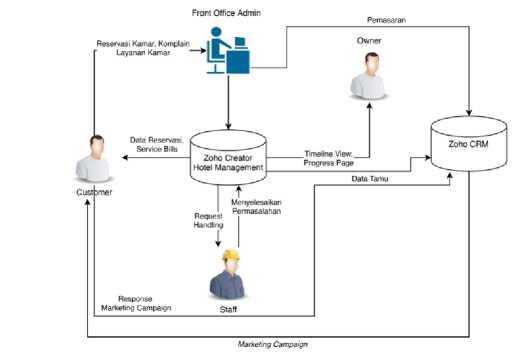 Front Office Admin
Pemasaran
Reservasi Kamar, Komplain
Layanan Kamar
Owner
Data Reservasi,
Service Bills
Zoho Creator
Hotel Management
Timeline View,
Progress Page
Zoho CRM
Data Tamu
Customer
Request
Handling
Menyelesaikan
Permasalahan
Response
Marketing Campaign
Staff
Marketing Campaign